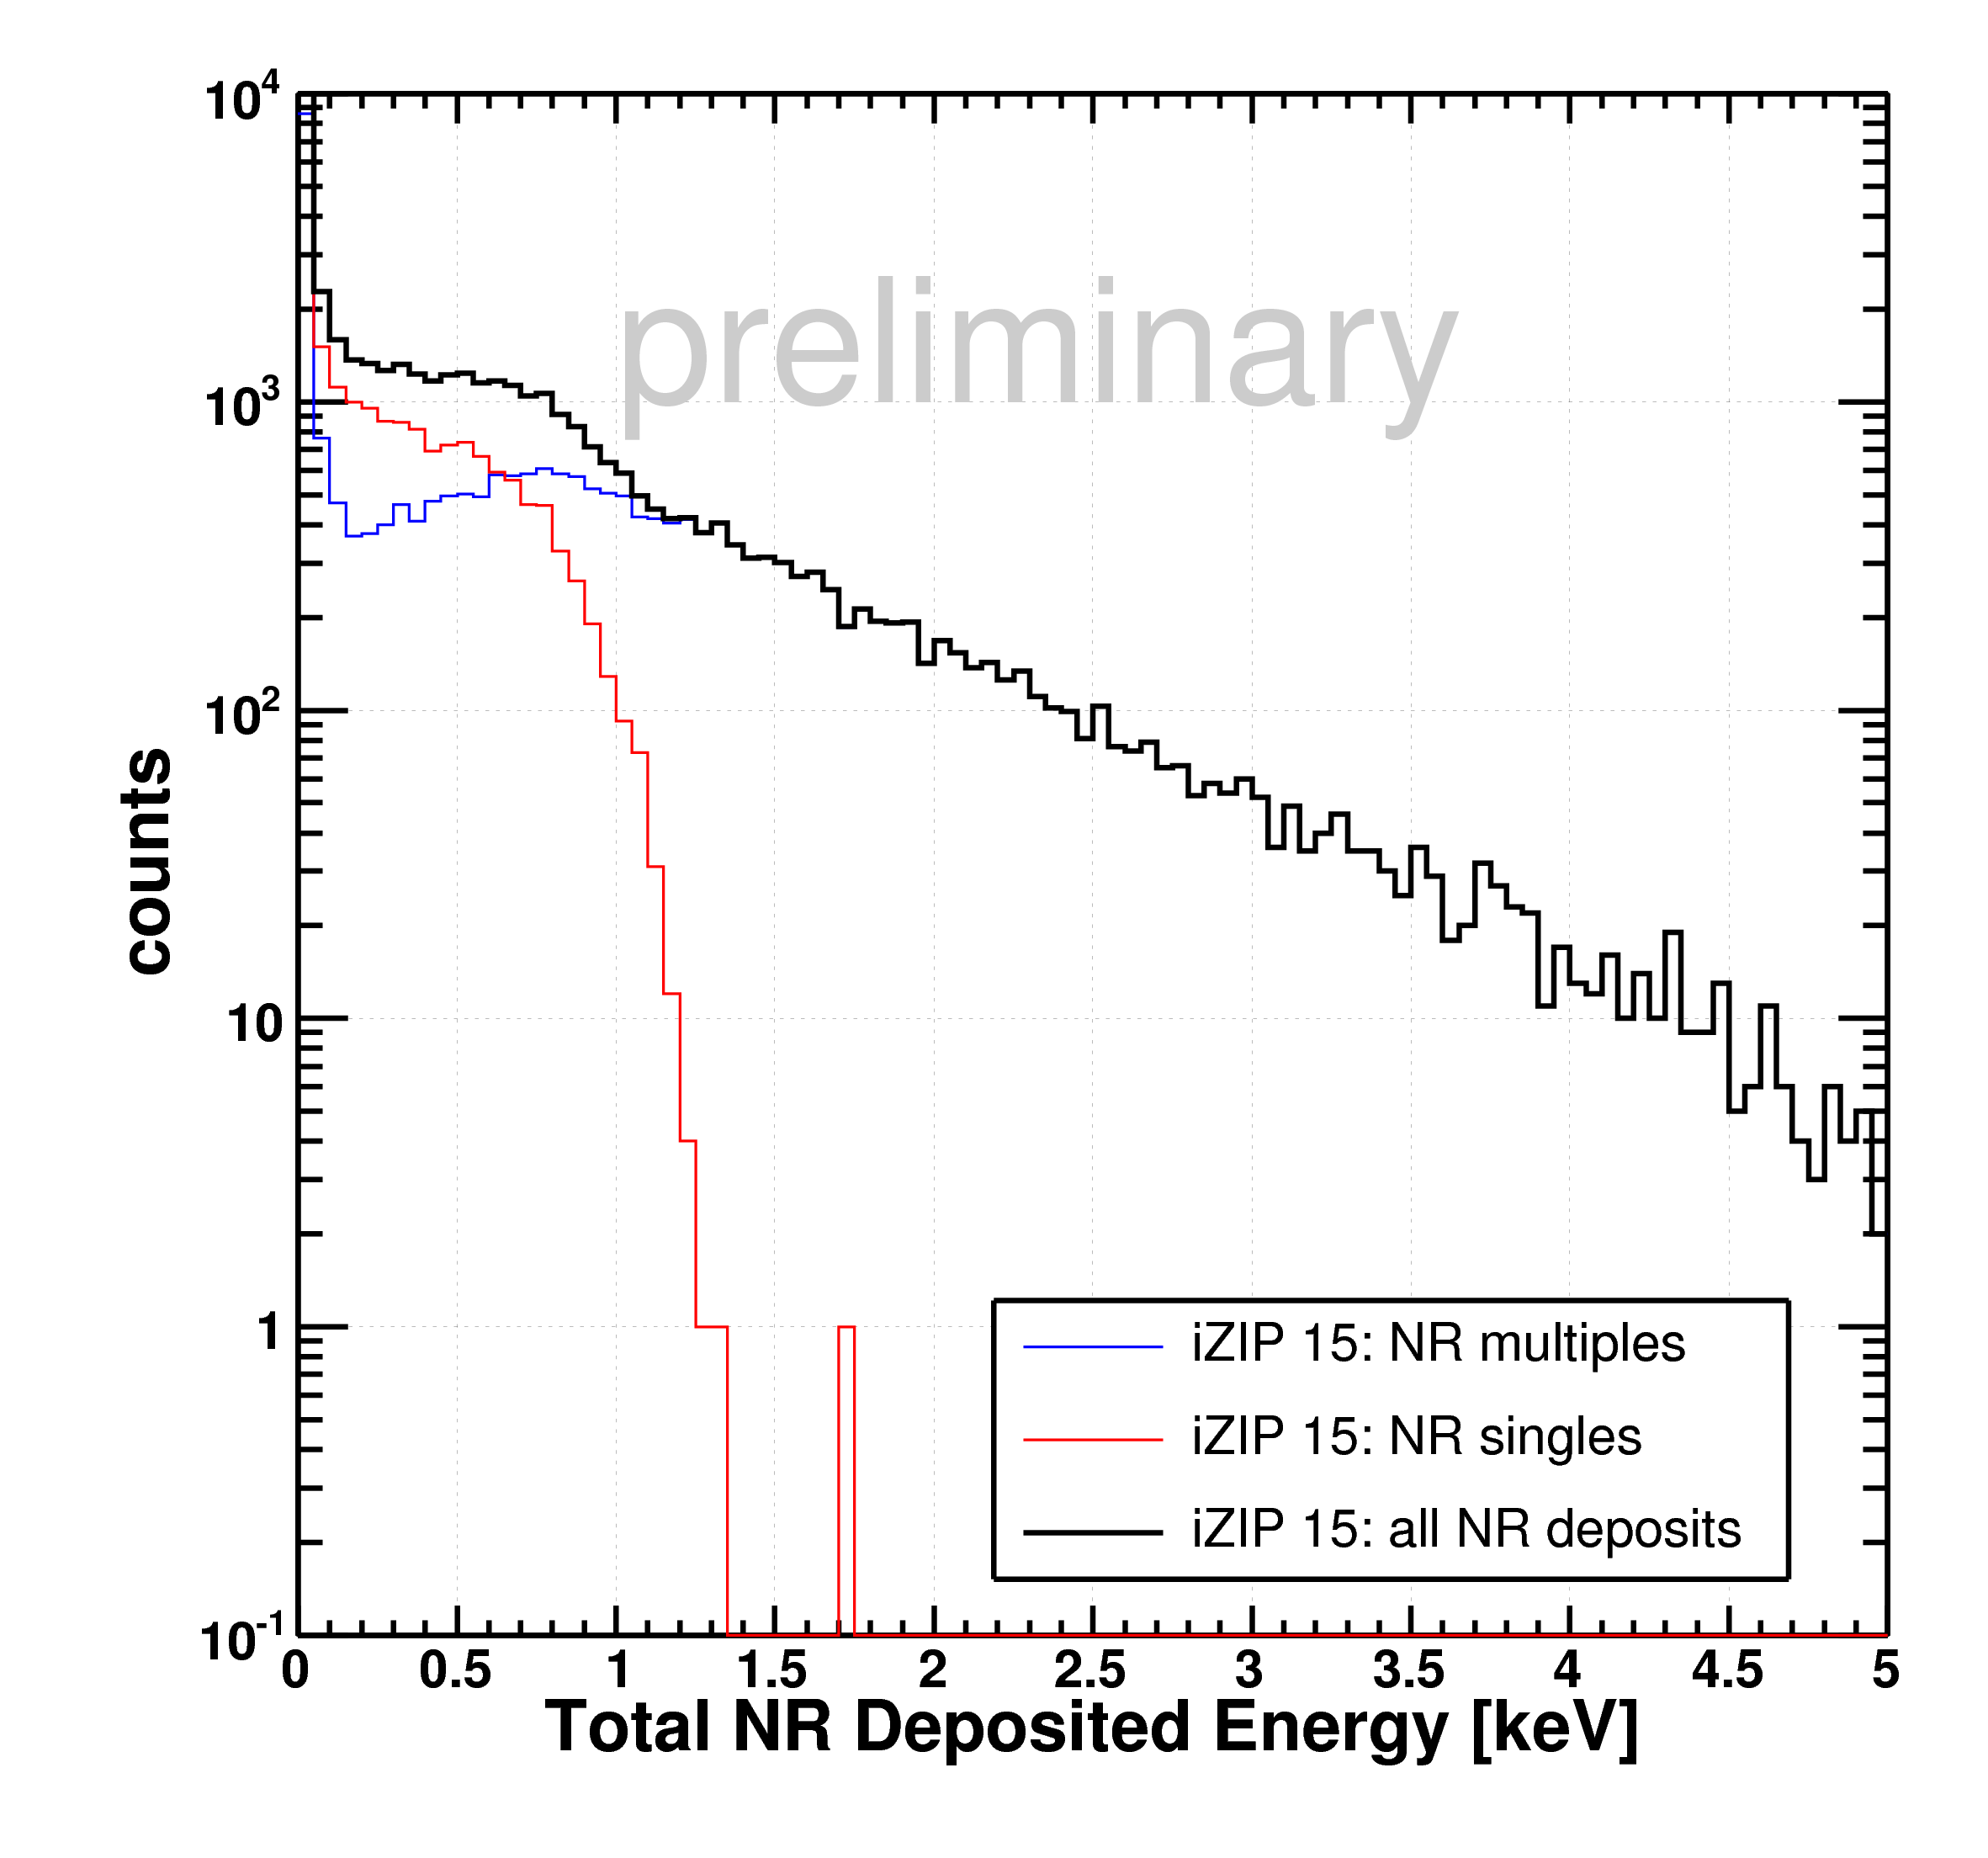 10^4
preliminary
10^3
10^2
counts
10
1
iZIP 15: NR multiples
iZIP 15: NR singles
iZIP 15: all NR deposits
10^-1
0 0.5 1 1.5 2 2.5 3 3.5 4 4.5 5
Total NR Deposited Energy [keV]